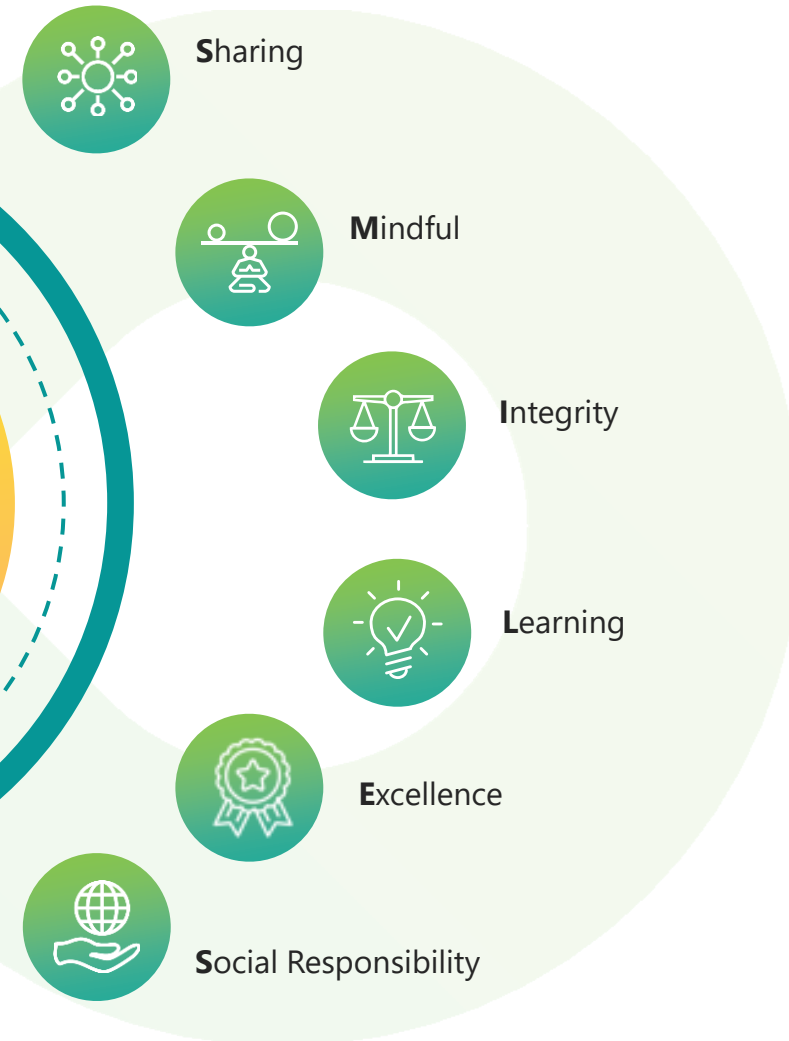 Sharing
Mindful
Integrity
Learning
Excellence
Social Responsibility